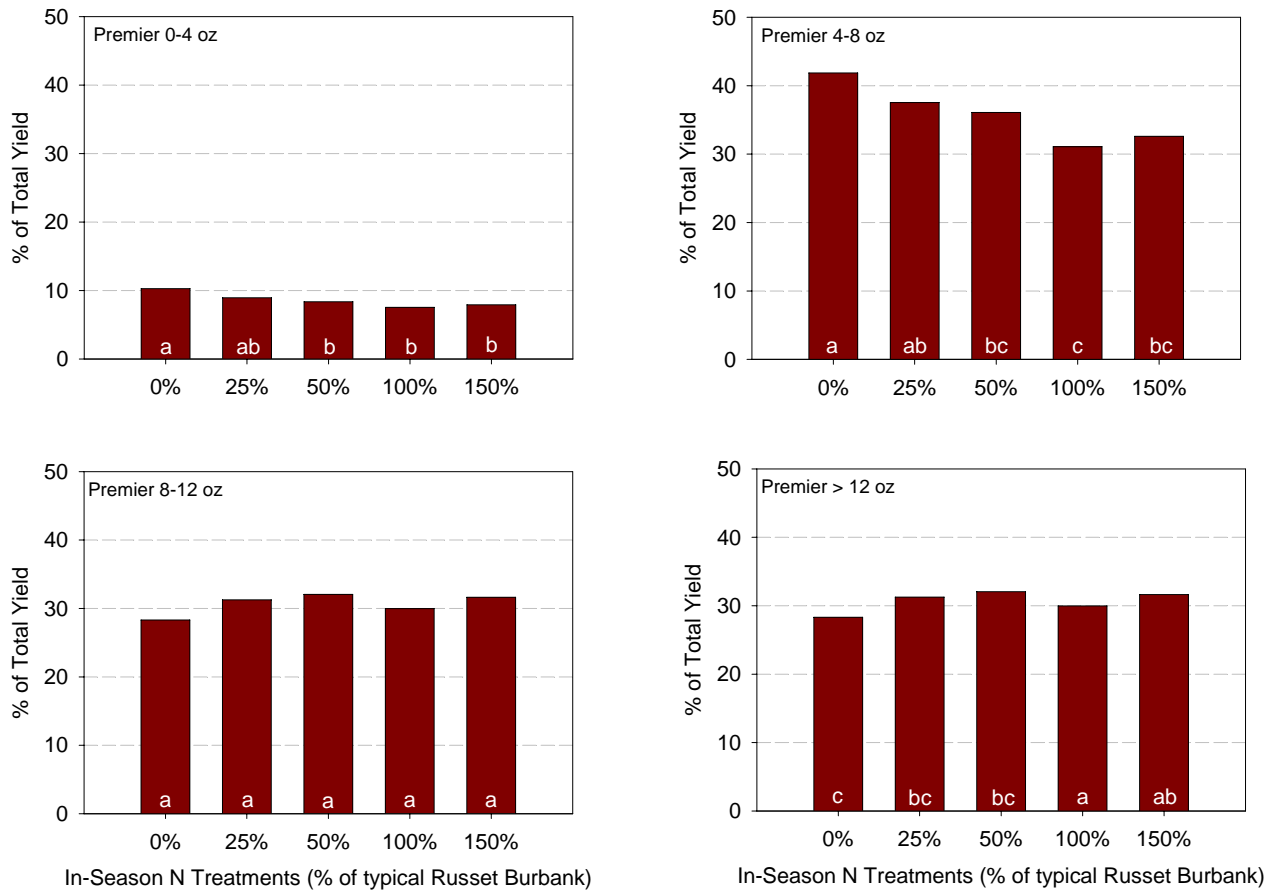 Premier 0-4 oz
% of Total Yield
50
40
30
20
10
0
a ab b b b
0% 25% 50% 100% 150%
Premier 4-8 oz
% of Total Yield
50
40
30
20
10
0
a ab bc c bc
0% 25% 50% 100% 150%
Premier 8-12 oz
% of Total Yield
50
40
30
20
10
0
a a a a a
0% 25% 50% 100% 150%
In-Season N Treatments (% of typical Russet Burbank)
Premier > 12 oz
% of Total Yield
50
40
30
20
10
0
c bc bc a ab
0% 25% 50% 100% 150%
In-Season N Treatments (% of typical Russet Burbank)